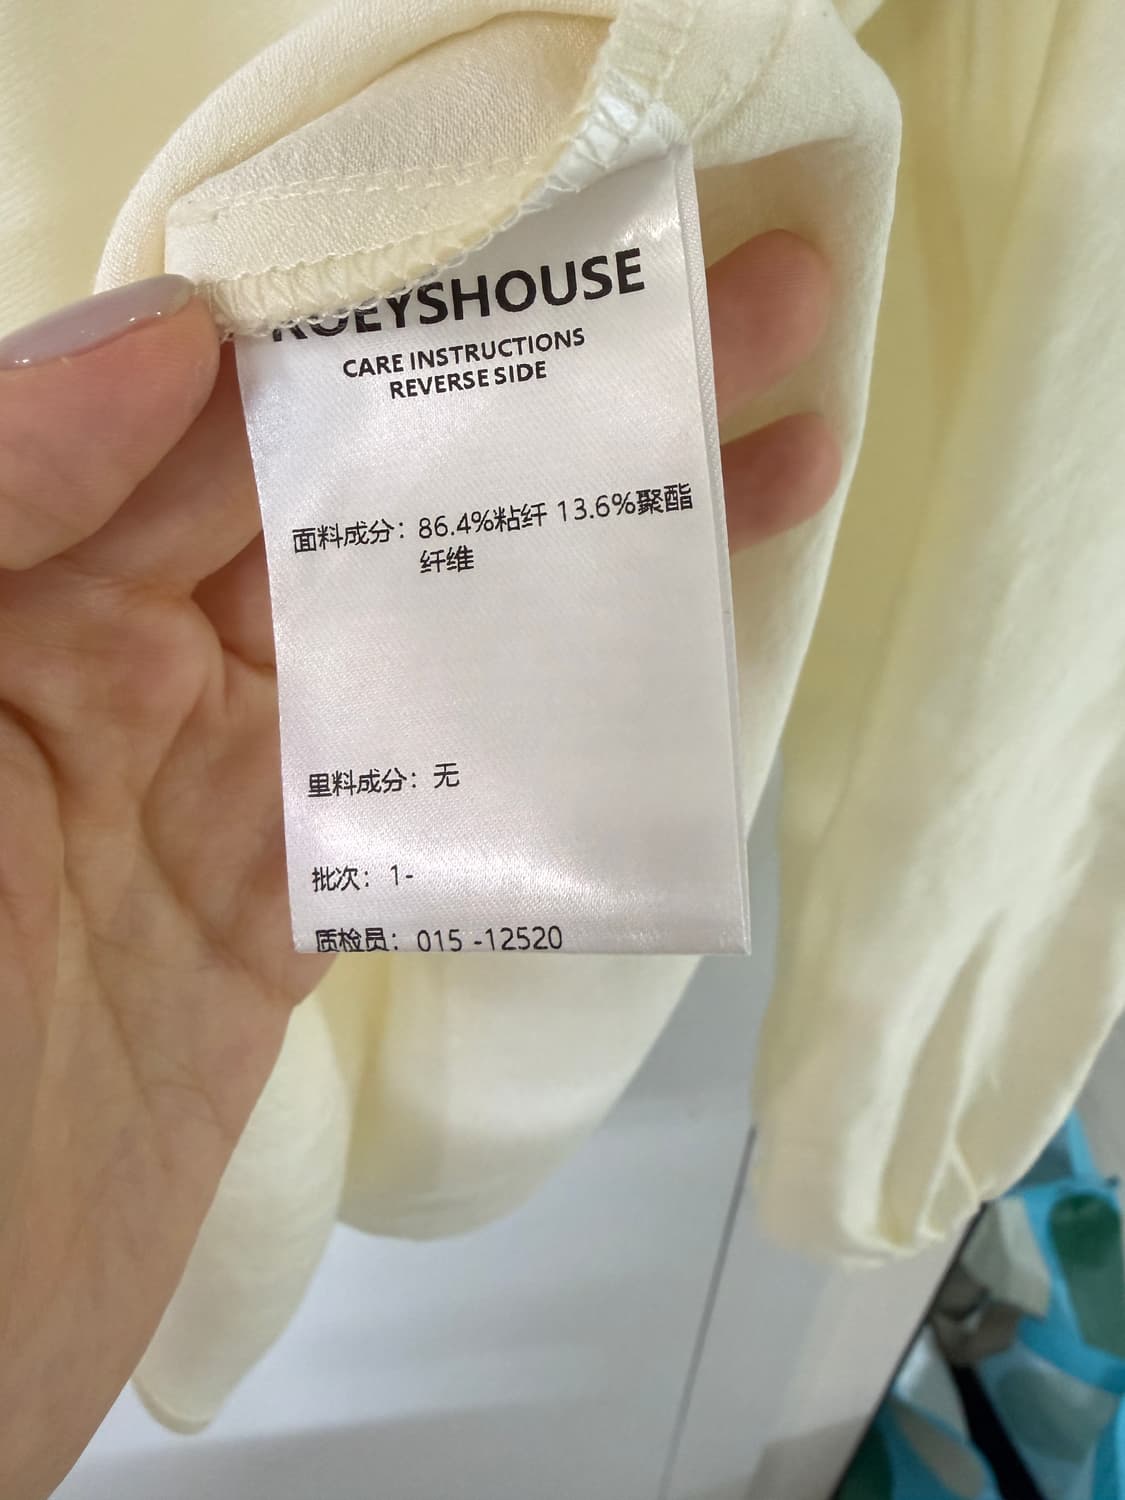 ROEYSHOUSE
CARE INSTRUCTIONS
REVERSE SIDE
面料成分：86.4%粘纤 13.6%聚酯
纤维
里料成分：无
批次：1-
质检员：015 -12520